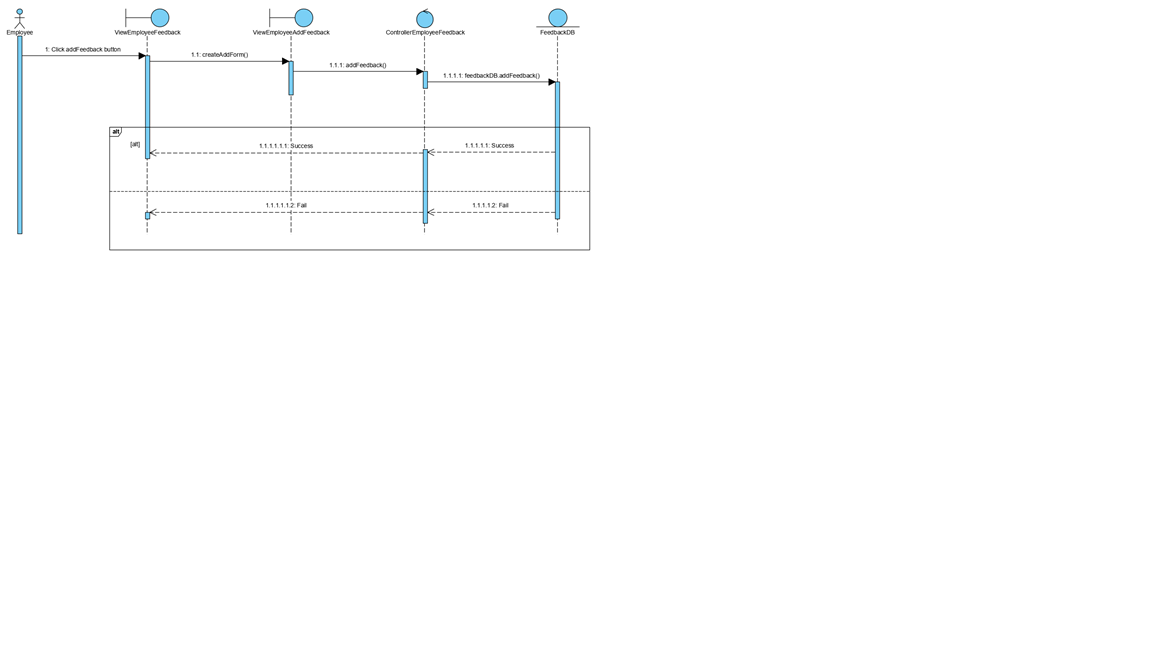 Employee
ViewEmployeeFeedback
ViewEmployeeAddFeedback
ControllerEmployeeFeedback
FeedbackDB
1: Click addFeedback button
1.1: createAddForm()
1.1.1: addFeedback()
1.1.1.1: feedbackDB.addFeedback()
alt
[alt]
1.1.1.1.1.1: Success
1.1.1.1.1: Success
1.1.1.1.1.2: Fail
1.1.1.1.2: Fail